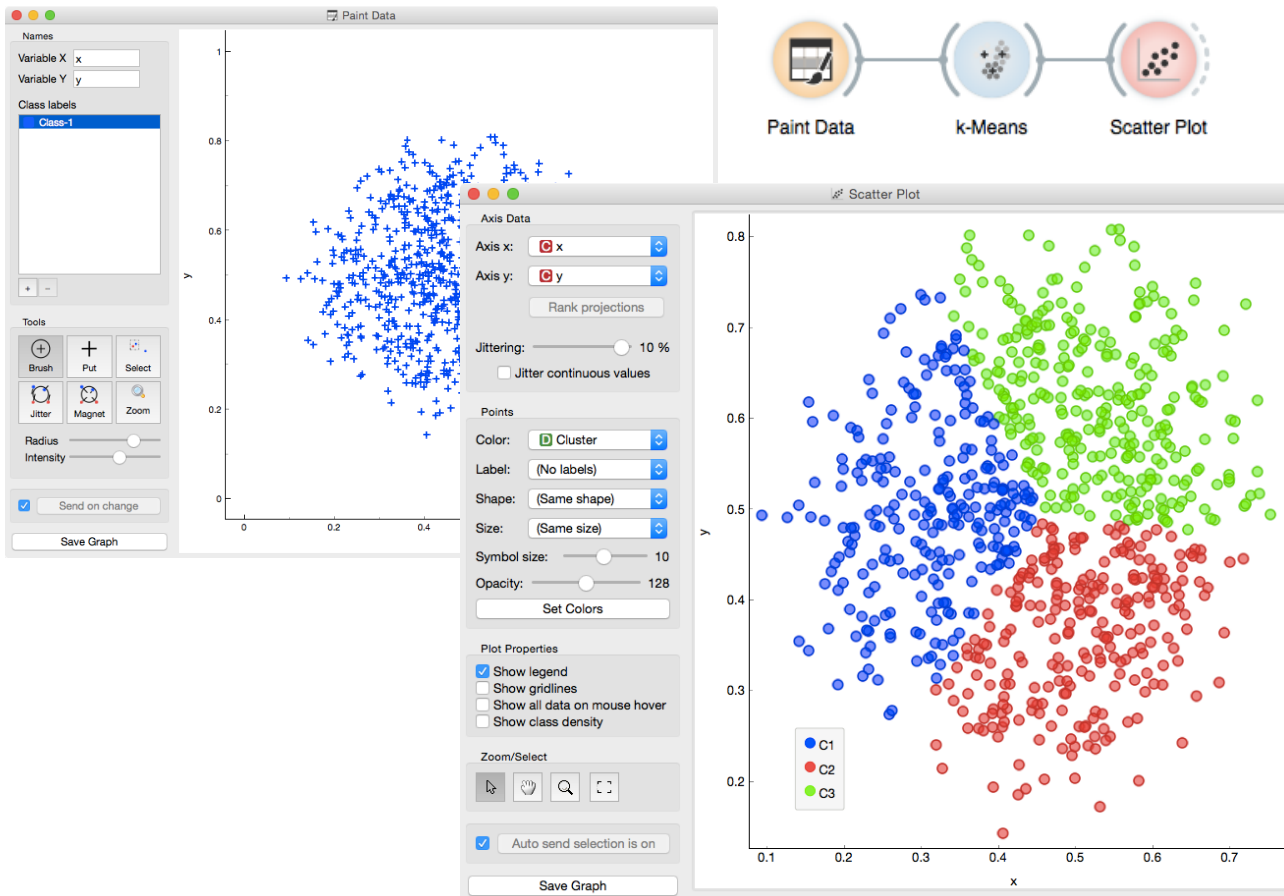 Paint Data
Names
Variable X x
Variable Y y
Class labels
Class-1
+ −
Tools
Brush Put Select
Jitter Magnet Zoom
Radius
Intensity
Send on change
Save Graph
1
0.8
0.6
0.4
0.2
0
y
0 0.2 0.4
Paint Data k-Means Scatter Plot
Scatter Plot
Axis Data
Axis x: C x
Axis y: C y
Rank projections
Jittering: 10 %
Jitter continuous values
Points
Color: D Cluster
Label: (No labels)
Shape: (Same shape)
Size: (Same size)
Symbol size: 10
Opacity: 128
Set Colors
Plot Properties
Show legend
Show gridlines
Show all data on mouse hover
Show class density
Zoom/Select
Auto send selection is on
Save Graph
0.8
0.7
0.6
0.5
0.4
0.3
0.2
y
C1
C2
C3
0.1 0.2 0.3 0.4 0.5 0.6 0.7
x